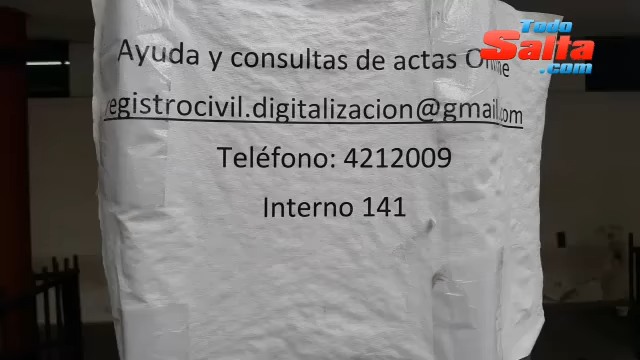 Todo
Salta
.com
Ayuda y consultas de actas Online
registrocivil.digitalizacion@gmail.com
Teléfono: 4212009
Interno 141